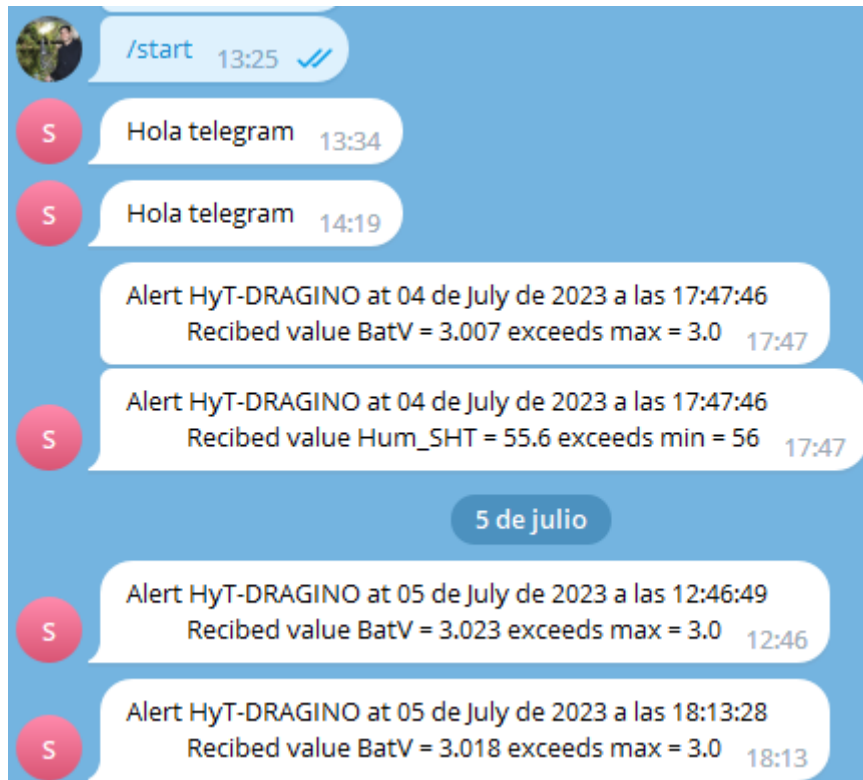 /start 13:25
S
Hola telegram 13:34
S
Hola telegram 14:19
Alert HyT-DRAGINO at 04 de July de 2023 a las 17:47:46
Recibed value BatV = 3.007 exceeds max = 3.0 17:47
Alert HyT-DRAGINO at 04 de July de 2023 a las 17:47:46
S
Recibed value Hum_SHT = 55.6 exceeds min = 56 17:47
5 de julio
Alert HyT-DRAGINO at 05 de July de 2023 a las 12:46:49
S
Recibed value BatV = 3.023 exceeds max = 3.0 12:46
Alert HyT-DRAGINO at 05 de July de 2023 a las 18:13:28
S
Recibed value BatV = 3.018 exceeds max = 3.0 18:13